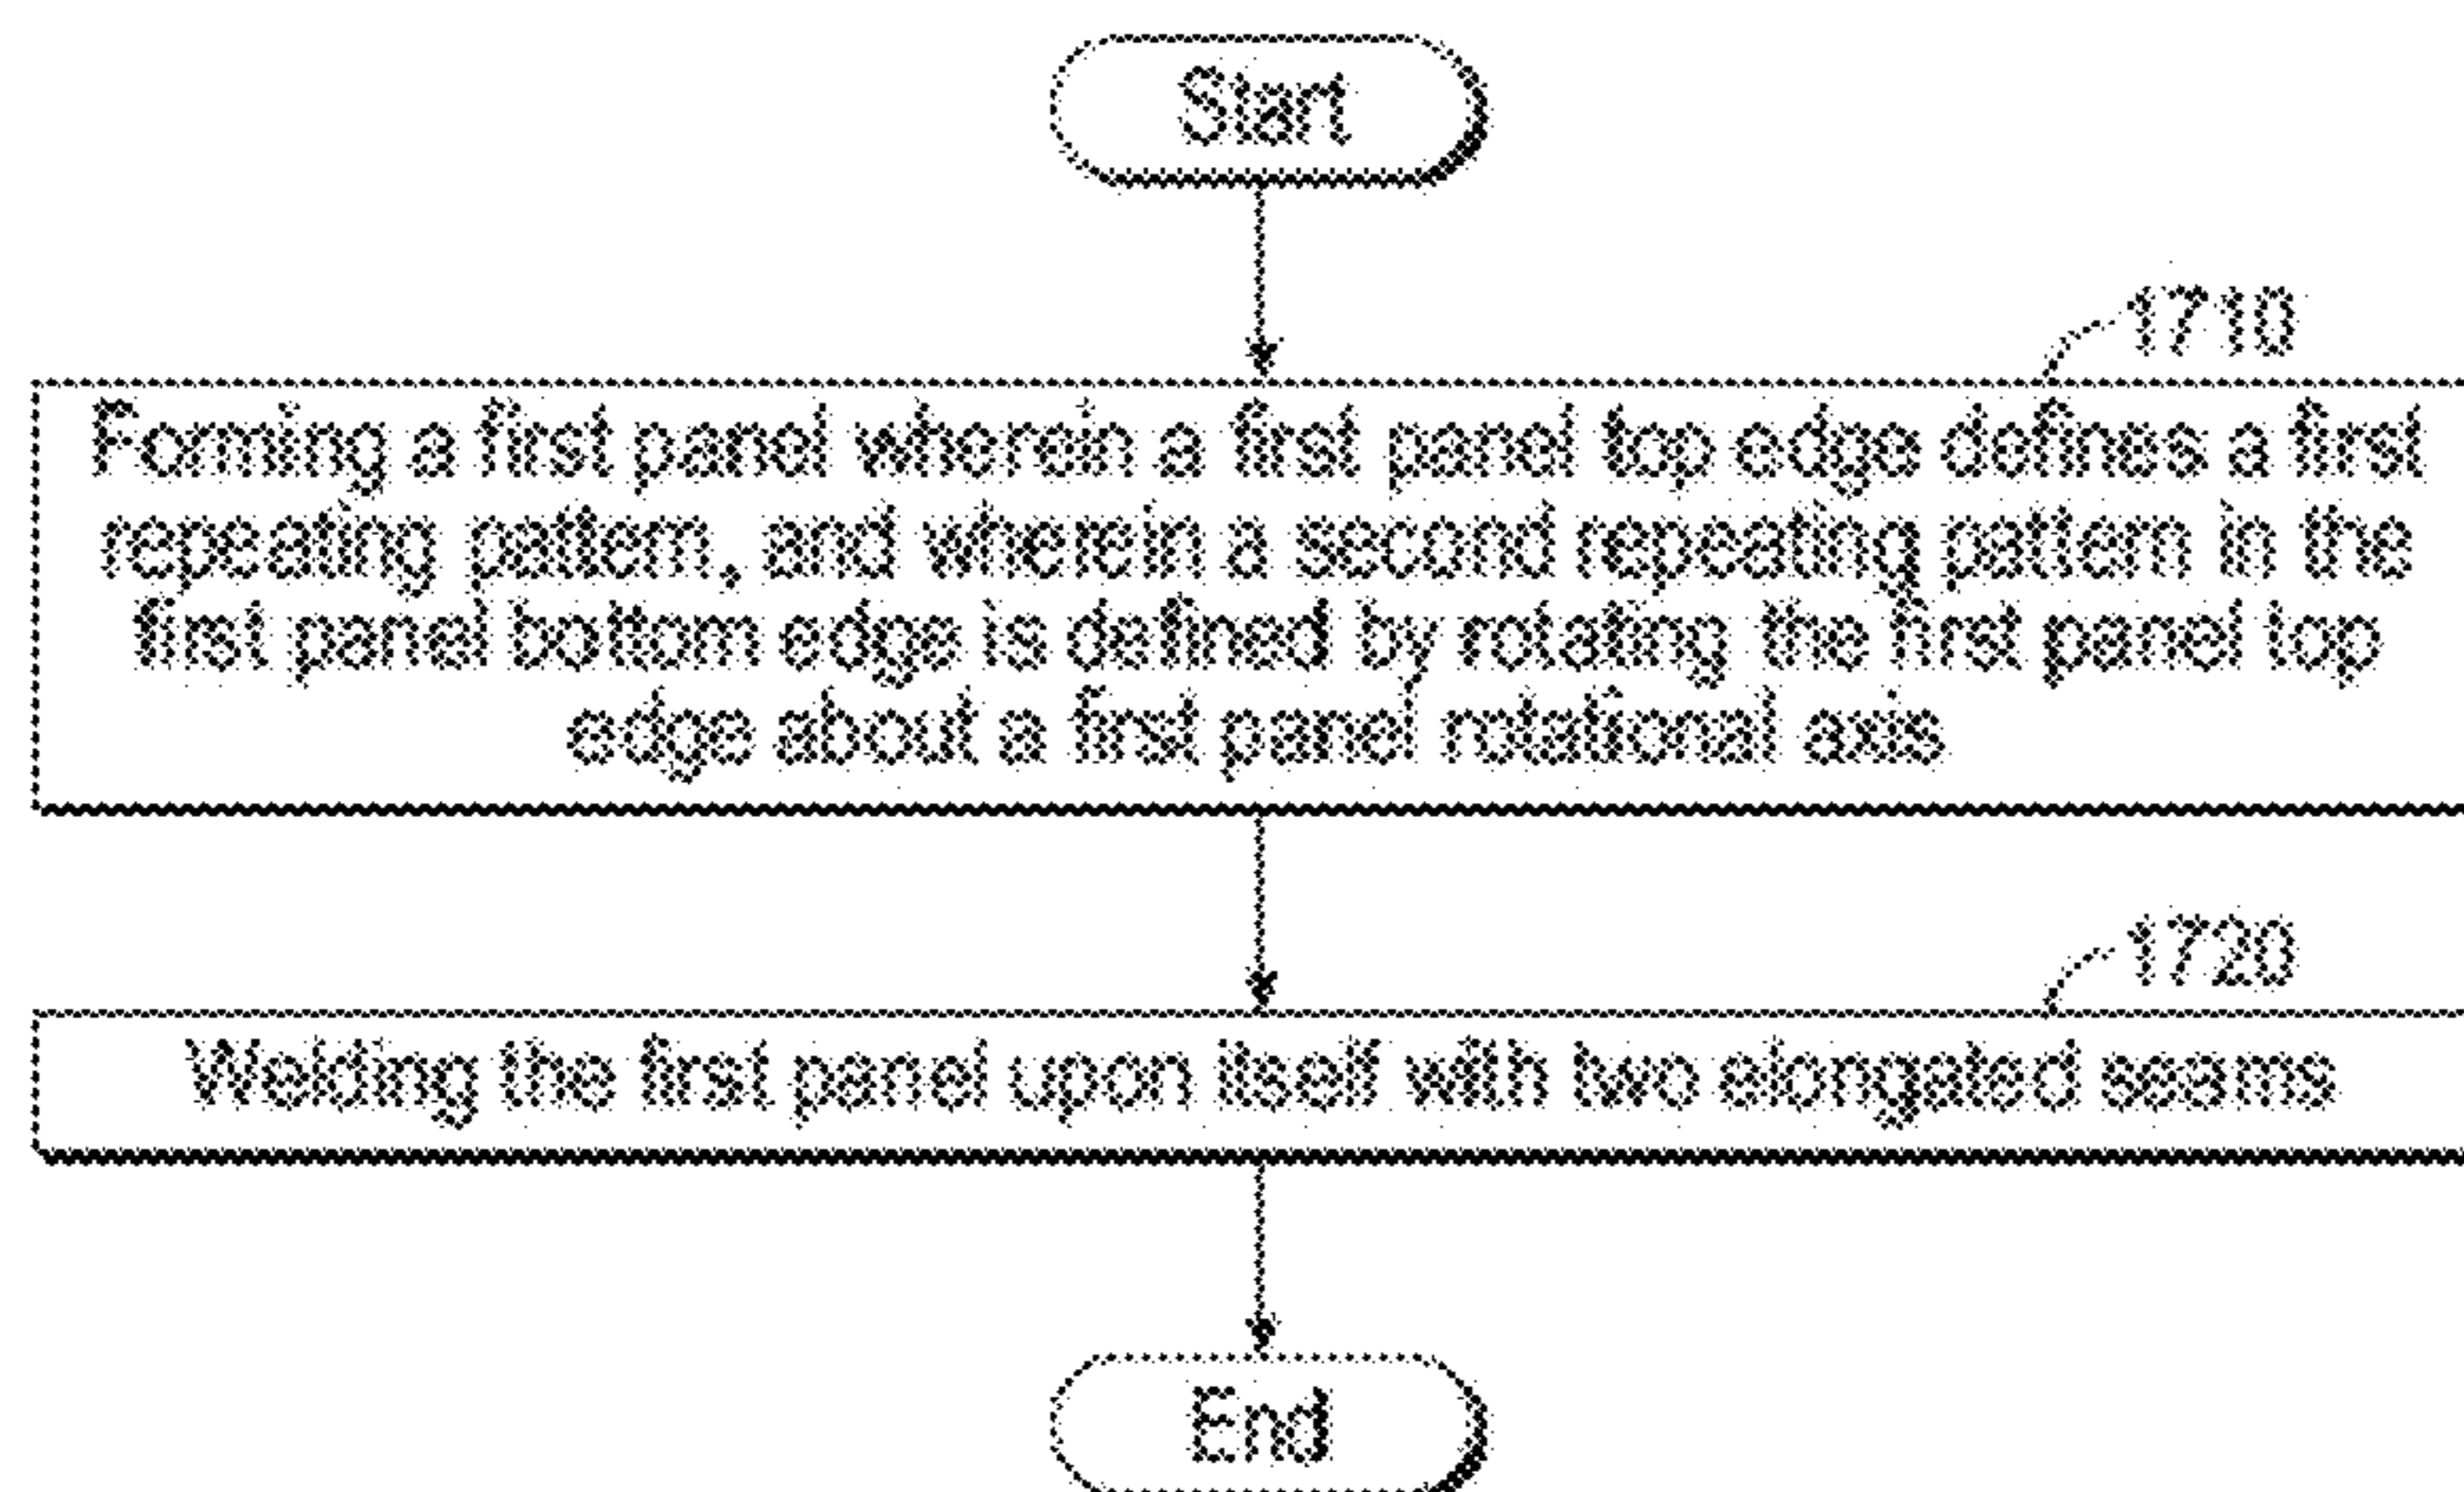 Start
1710
Forming a first panel wherein a first panel top edge defines a first
repeating pattern, and wherein a second repeating pattern in the
first panel bottom edge is defined by rotating the first panel top
edge about a first panel rotational axis
1720
Welding the first panel upon itself with two elongated seams
End